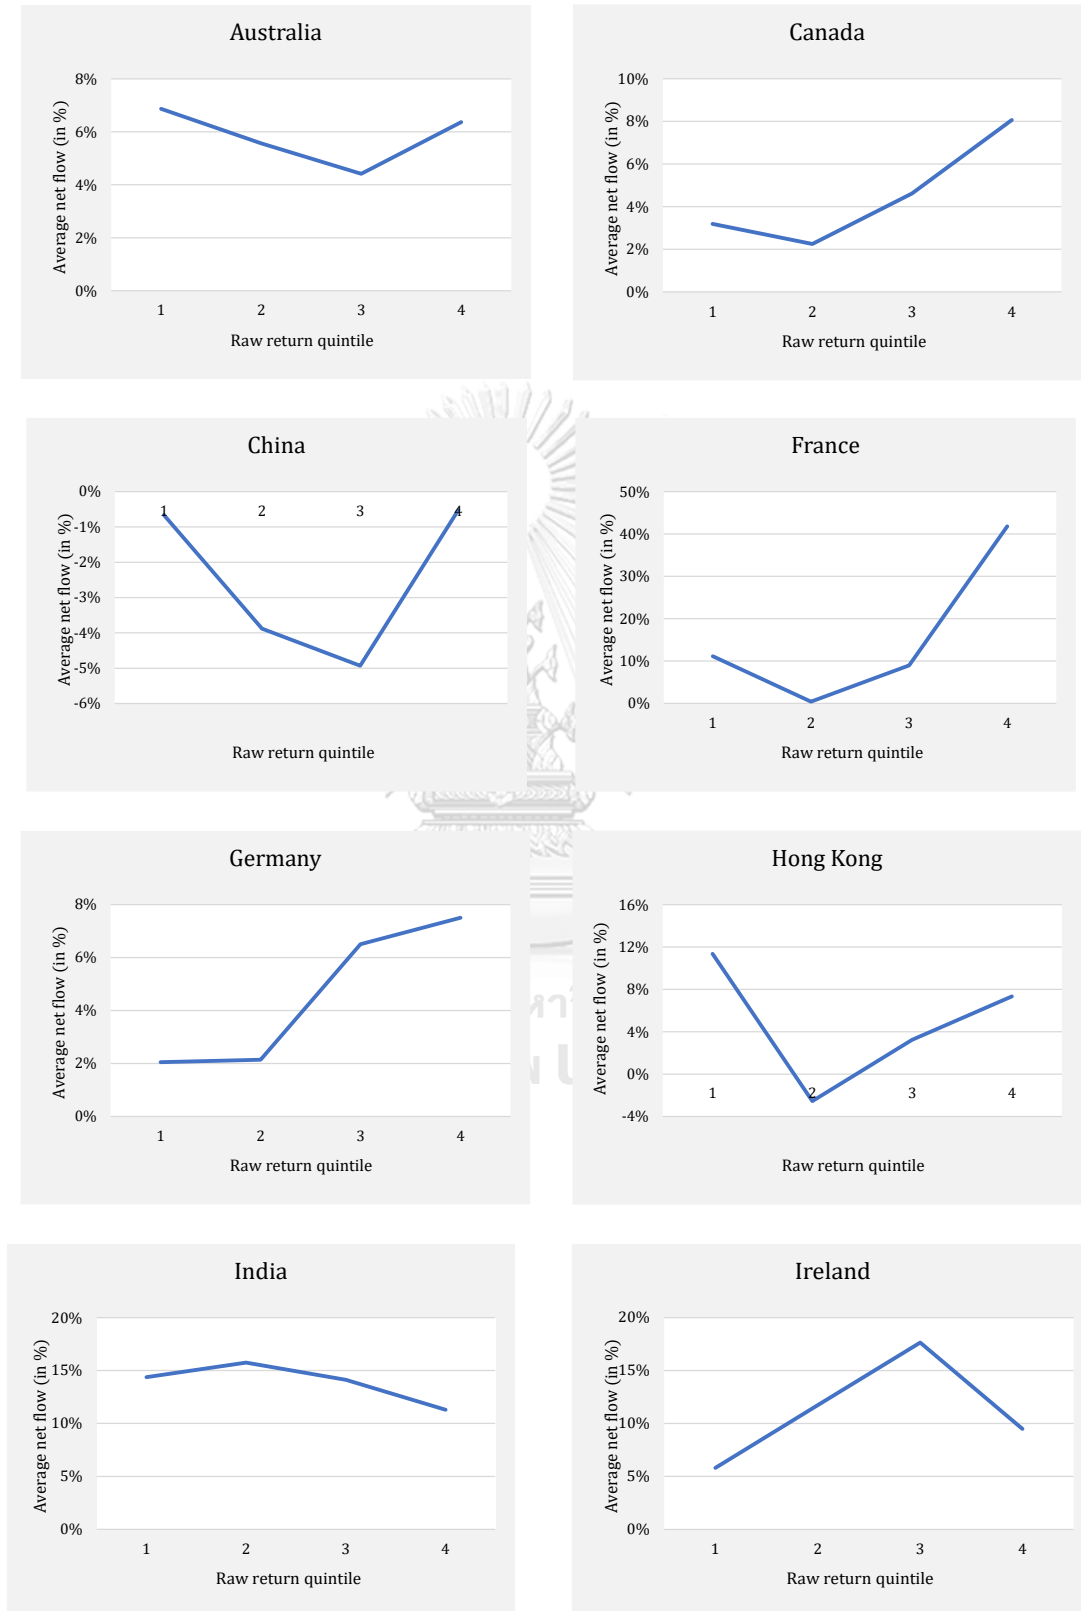 Australia
8%
6%
4%
2%
0%
Average net flow (in %)
1 2 3 4
Raw return quintile
Canada
10%
8%
6%
4%
2%
0%
Average net flow (in %)
1 2 3 4
Raw return quintile
China
0%
-1%
-2%
-3%
-4%
-5%
-6%
Average net flow (in %)
1 2 3 4
Raw return quintile
France
50%
40%
30%
20%
10%
0%
Average net flow (in %)
1 2 3 4
Raw return quintile
Germany
8%
6%
4%
2%
0%
Average net flow (in %)
1 2 3 4
Raw return quintile
Hong Kong
16%
12%
8%
4%
0%
-4%
Average net flow (in %)
1 2 3 4
Raw return quintile
India
20%
15%
10%
5%
0%
Average net flow (in %)
1 2 3 4
Raw return quintile
Ireland
20%
15%
10%
5%
0%
Average net flow (in %)
1 2 3 4
Raw return quintile